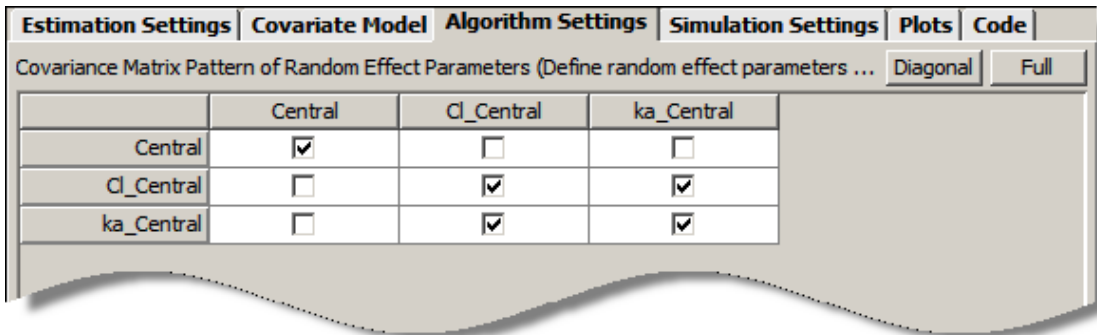 Estimation Settings Covariate Model Algorithm Settings Simulation Settings Plots Code
Covariance Matrix Pattern of Random Effect Parameters (Define random effect parameters ... Diagonal Full
Central Cl_Central ka_Central
Central
Cl_Central
ka_Central